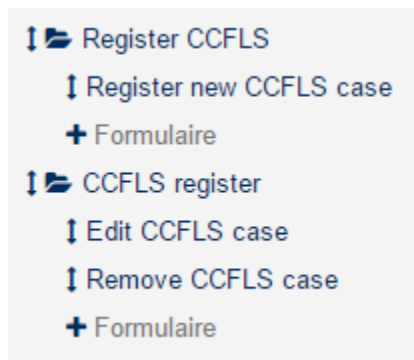 Register CCFLS
Register new CCFLS case
Formulaire
CCFLS register
Edit CCFLS case
Remove CCFLS case
Formulaire